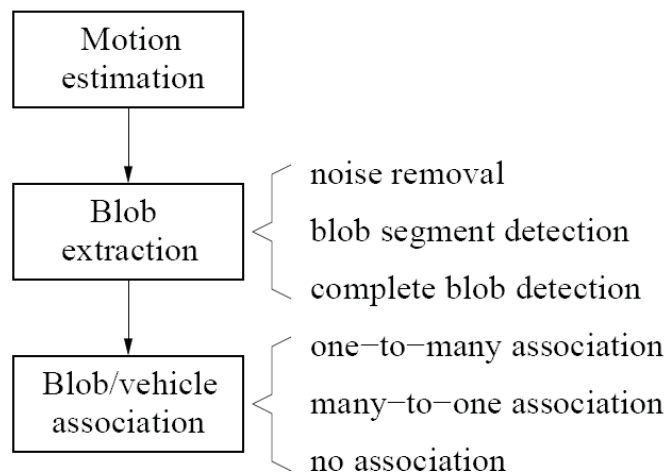 Motion
estimation
noise removal
Blob
extraction
blob segment detection
complete blob detection
one−to−many association
Blob/vehicle
association
many−to−one association
no association